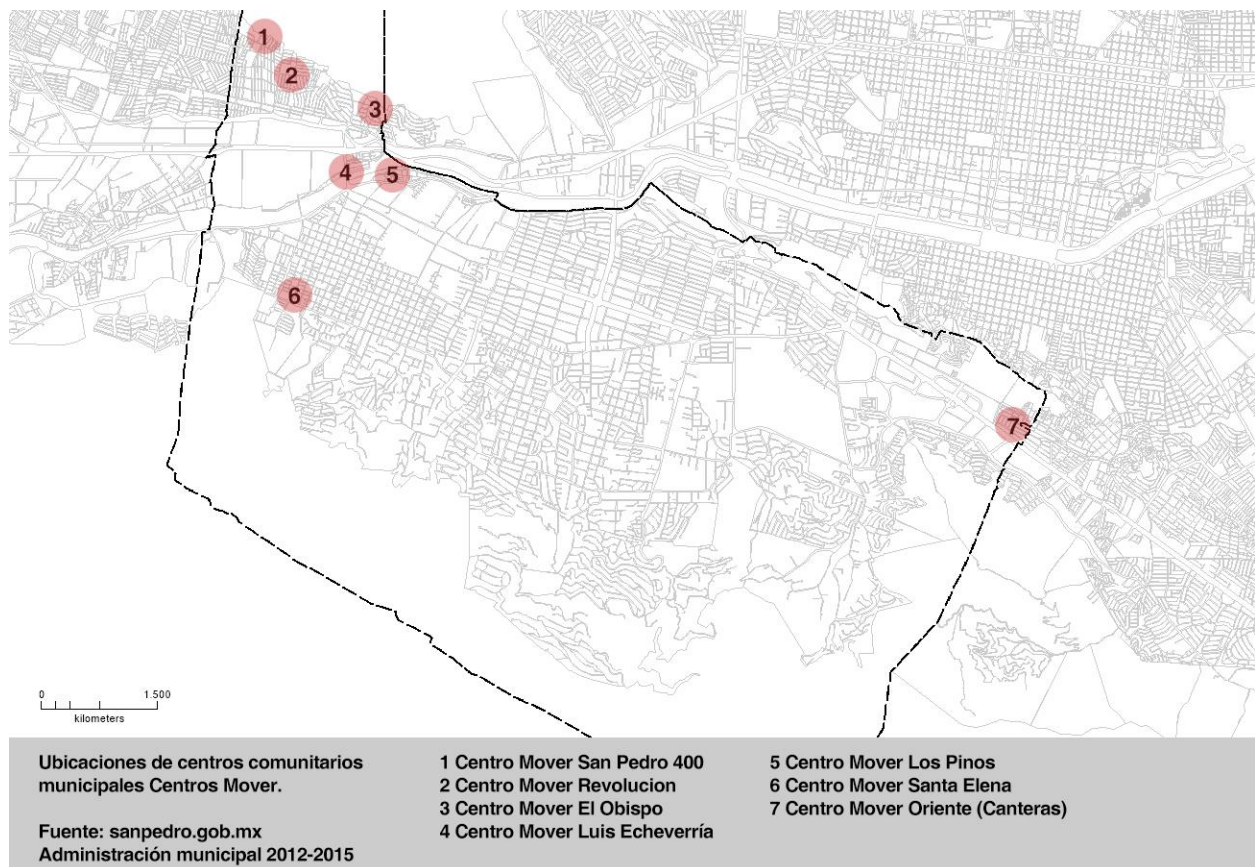 1
2
3
4
5
6
7
0 1.500
kilometers
Ubicaciones de centros comunitarios
municipales Centros Mover.
Fuente: sanpedro.gob.mx
Administración municipal 2012-2015
1 Centro Mover San Pedro 400
2 Centro Mover Revolucion
3 Centro Mover El Obispo
4 Centro Mover Luis Echeverría
5 Centro Mover Los Pinos
6 Centro Mover Santa Elena
7 Centro Mover Oriente (Canteras)